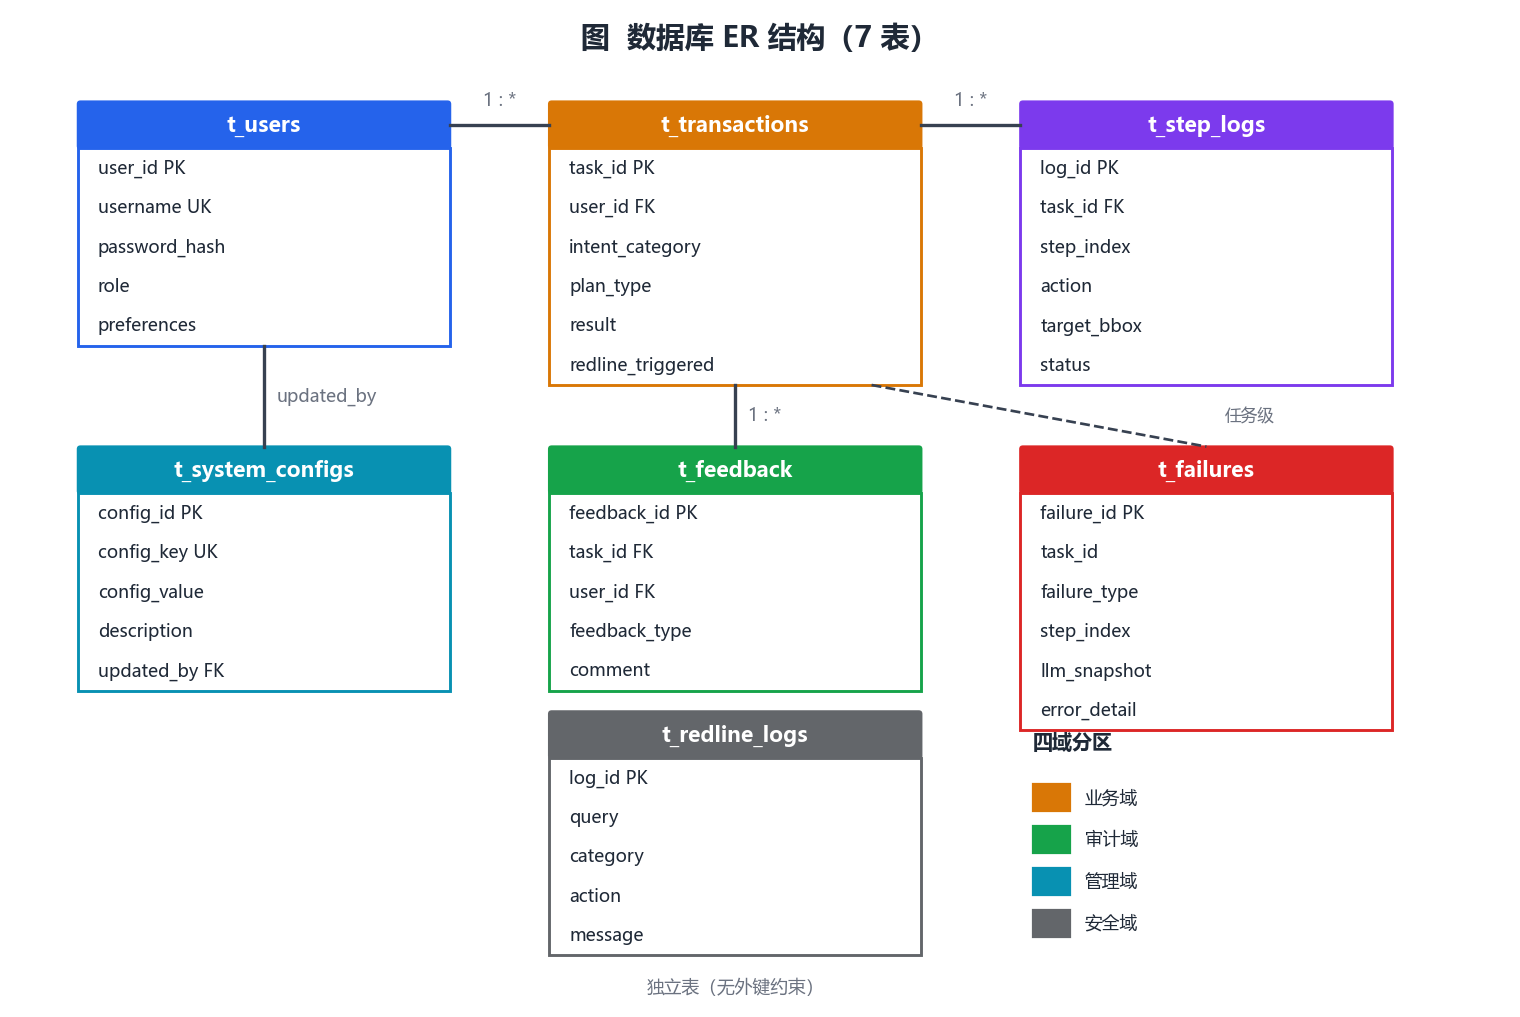 图 数据库 ER 结构（7 表）
1 : *
1 : *
t_users
user_id PK
username UK
password_hash
role
preferences
t_transactions
task_id PK
user_id FK
intent_category
plan_type
result
redline_triggered
t_step_logs
log_id PK
task_id FK
step_index
action
target_bbox
status
updated_by
1 : *
任务级
t_system_configs
config_id PK
config_key UK
config_value
description
updated_by FK
t_feedback
feedback_id PK
task_id FK
user_id FK
feedback_type
comment
t_failures
failure_id PK
task_id
failure_type
step_index
llm_snapshot
error_detail
t_redline_logs
log_id PK
query
category
action
message
独立表（无外键约束）
四域分区
业务域
审计域
管理域
安全域